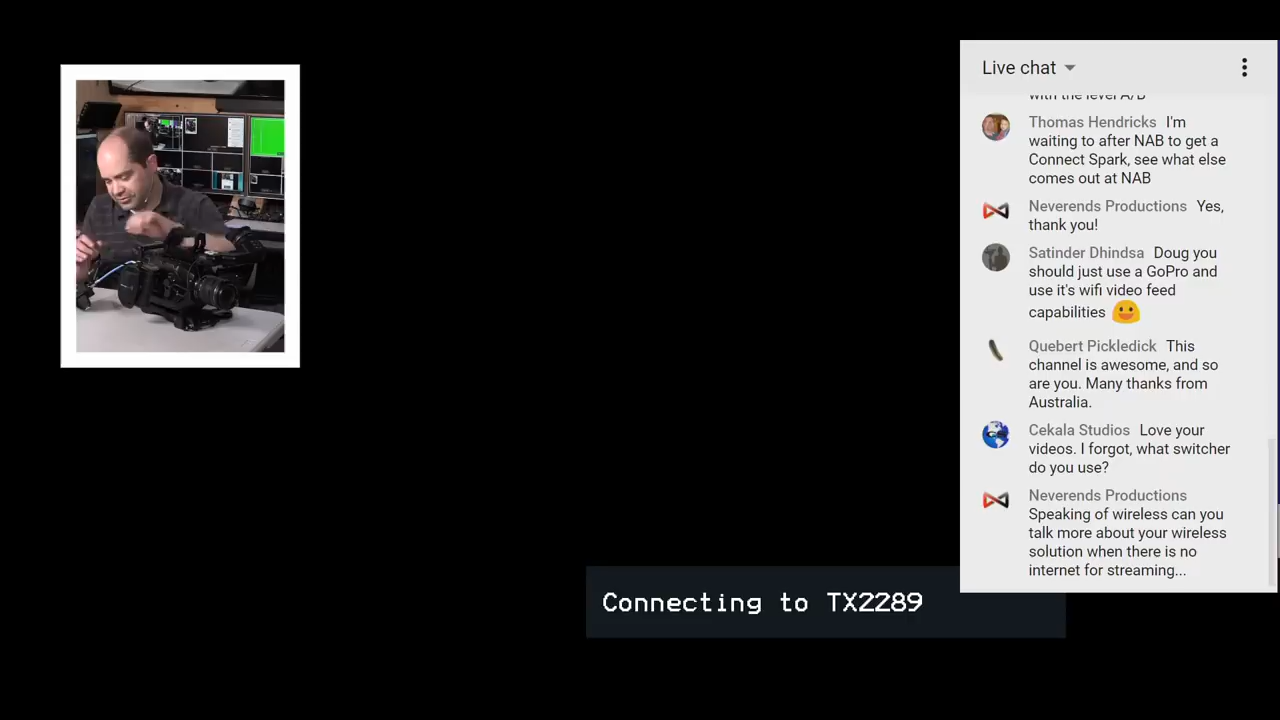 Live chat
with the level A/B
Thomas Hendricks I'm
waiting to after NAB to get a
Connect Spark, see what else
comes out at NAB
Neverends Productions Yes,
thank you!
Satinder Dhindsa Doug you
should just use a GoPro and
use it's wifi video feed
capabilities
Quebert Pickledick This
channel is awesome, and so
are you. Many thanks from
Australia.
Cekala Studios Love your
videos. I forgot, what switcher
do you use?
Neverends Productions
Speaking of wireless can you
talk more about your wireless
solution when there is no
internet for streaming...
Connecting to TX2289